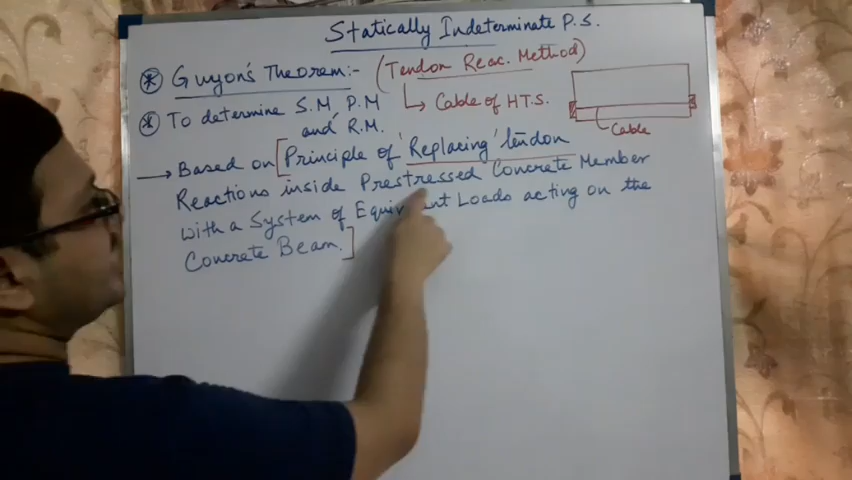 Statically Indeterminate P.S.
* Guyon's Theorem:- (Tendon Reac. Method)
↳ Cable of H.T.S.
Cable
* To determine S.M, P.M
and R.M.
→ Based on [Principle of 'Replacing' tendon
Reactions inside Prestressed Concrete Member
with a System of Loads acting on the
Concrete Beam.]